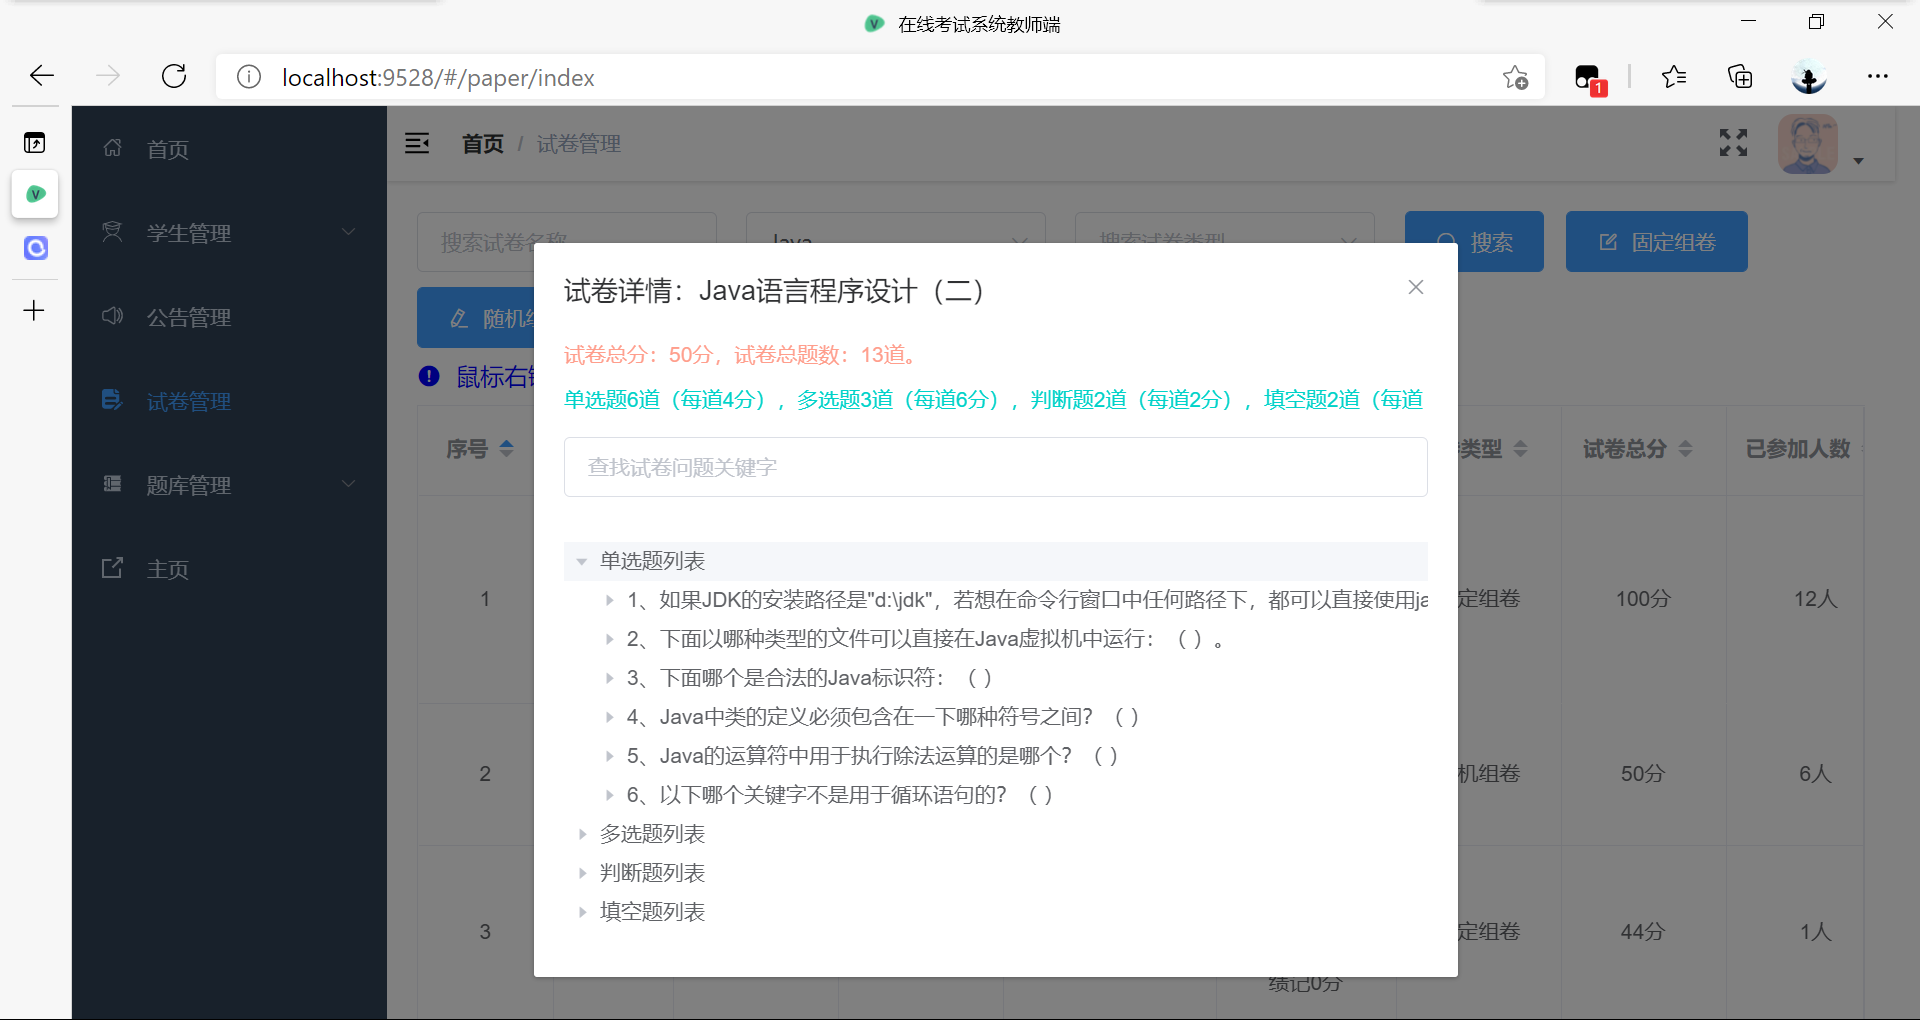 在线考试系统教师端
localhost:9528/#/paper/index
1
首页
学生管理
公告管理
试卷管理
题库管理
主页
首页 / 试卷管理
搜索
固定组卷
试卷详情：Java语言程序设计（二）
试卷总分：50分，试卷总题数：13道。
单选题6道（每道4分），多选题3道（每道6分），判断题2道（每道2分），填空题2道（每道
查找试卷问题关键字
单选题列表
1、如果JDK的安装路径是"d:\jdk"，若想在命令行窗口中任何路径下，都可以直接使用ja
2、下面以哪种类型的文件可以直接在Java虚拟机中运行：（ ）。
3、下面哪个是合法的Java标识符：（ ）
4、Java中类的定义必须包含在一下哪种符号之间？（ ）
5、Java的运算符中用于执行除法运算的是哪个？（ ）
6、以下哪个关键字不是用于循环语句的？（ ）
多选题列表
判断题列表
填空题列表
随机
鼠标右
序号 类型 试卷总分 已参加人数
1 定组卷 100分 12人
2 机组卷 50分 6人
3 定组卷 44分 1人
绩记0分